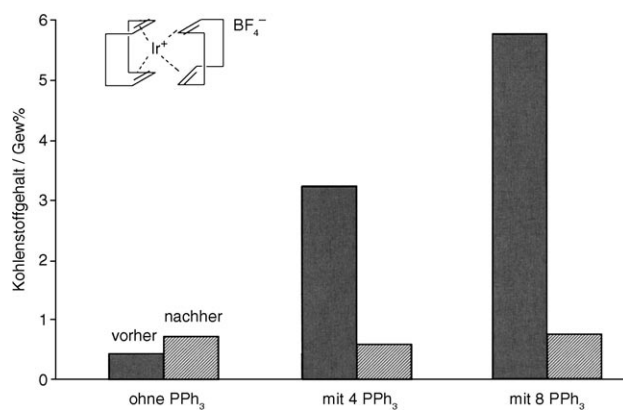 6%
Ir⁺
BF₄⁻
5
4
3
2
1
0
Kohlenstoffgehalt / Gew%
vorher
nachher
ohne PPh₃
mit 4 PPh₃
mit 8 PPh₃